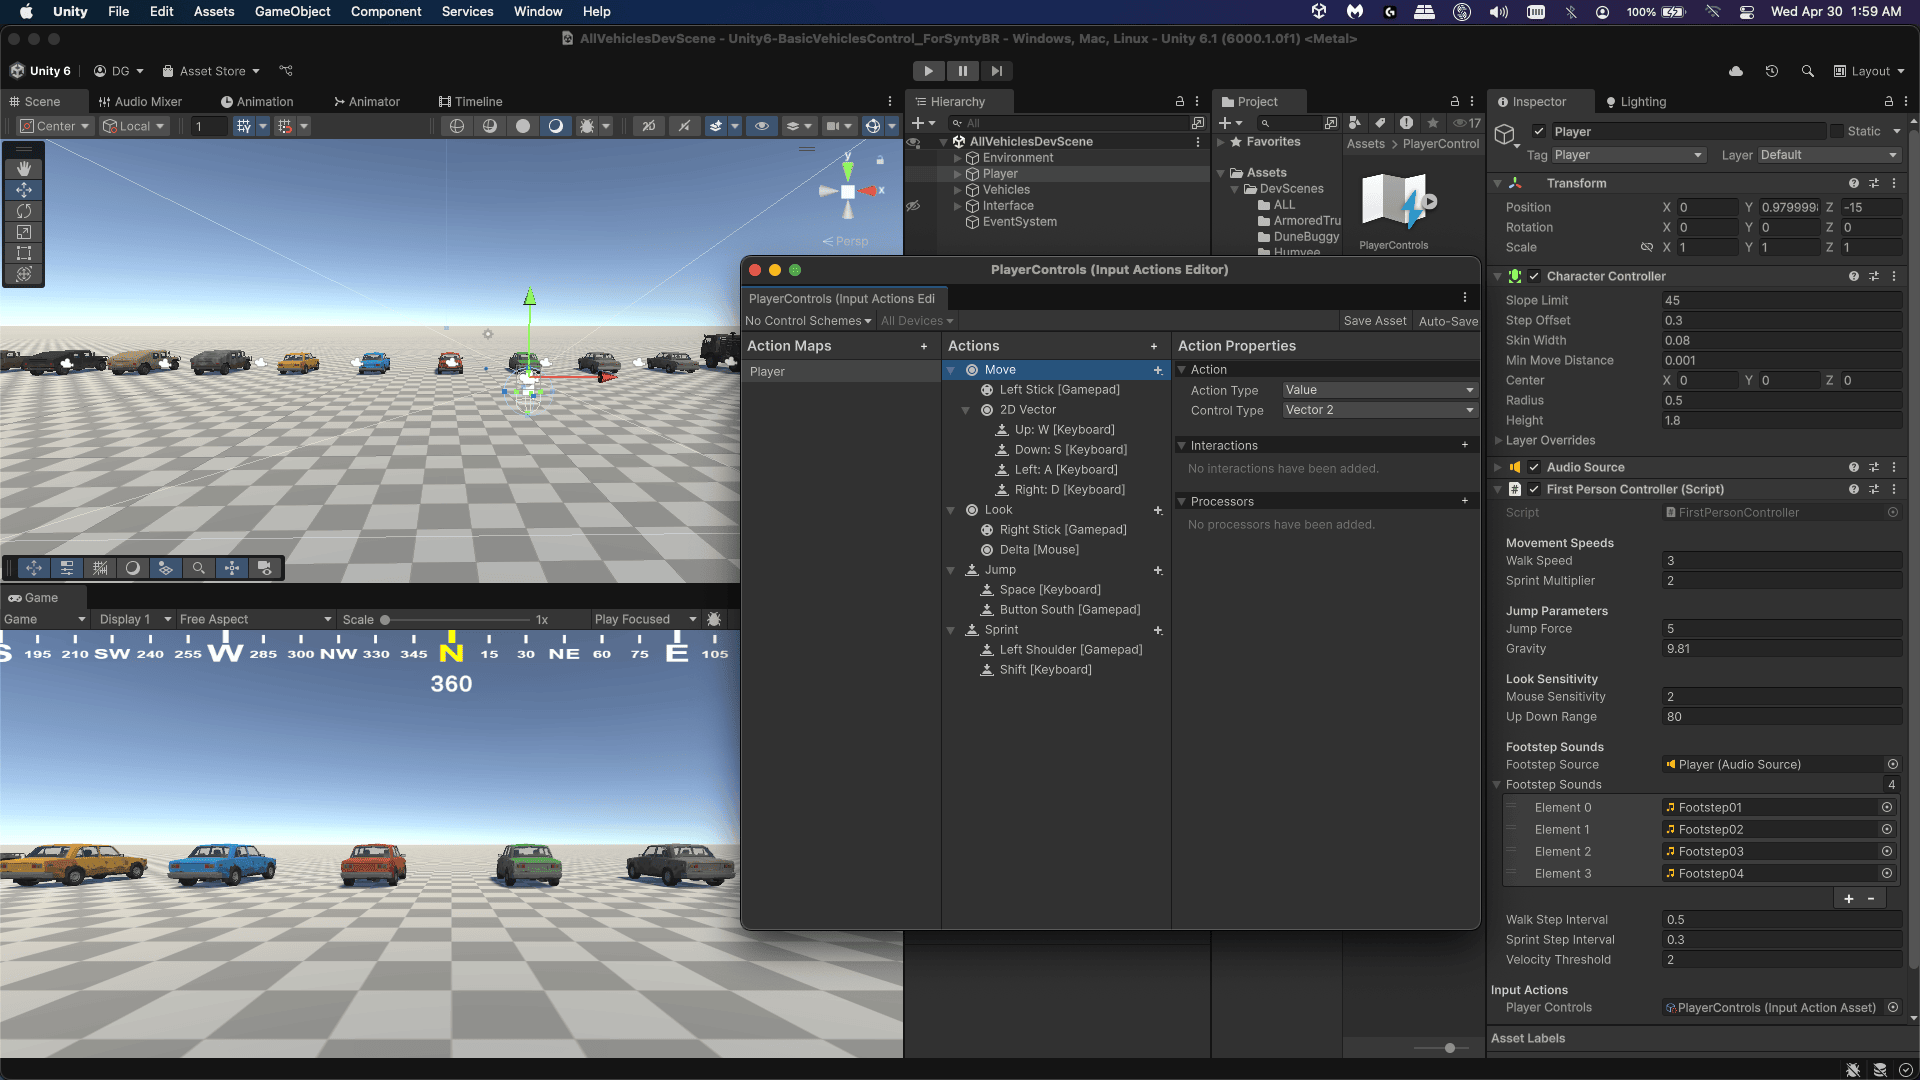 Unity File Edit Assets GameObject Component Services Window Help 100% Wed Apr 30 1:59 AM
AllVehiclesDevScene - Unity6-BasicVehiclesControl_ForSyntyBR - Windows, Mac, Linux - Unity 6.1 (6000.1.0f1) <Metal>
Unity 6 DG Asset Store Layout
Scene Audio Mixer Animation Animator Timeline
Center Local 1 2D
y
x
Persp
Game
Game Display 1 Free Aspect Scale 1x Play Focused
S 195 210 SW 240 255 W 285 300 NW 330 345 N 15 30 NE 60 75 E 105
360
Hierarchy
All
AllVehiclesDevScene
Environment
Player
Vehicles
Interface
EventSystem
Project
17
Favorites
Assets
DevScenes
ALL
ArmoredTru
DuneBuggy
Humvee
Assets > PlayerControl
PlayerControls
PlayerControls (Input Actions Editor)
PlayerControls (Input Actions Edi
No Control Schemes All Devices Save Asset Auto-Save
Action Maps +
Player
Actions +
Move
Left Stick [Gamepad]
2D Vector
Up: W [Keyboard]
Down: S [Keyboard]
Left: A [Keyboard]
Right: D [Keyboard]
Look
Right Stick [Gamepad]
Delta [Mouse]
Jump
Space [Keyboard]
Button South [Gamepad]
Sprint
Left Shoulder [Gamepad]
Shift [Keyboard]
Action Properties
Action
Action Type Value
Control Type Vector 2
Interactions +
No interactions have been added.
Processors +
No processors have been added.
Inspector Lighting
Player Static
Tag Player Layer Default
Transform
Position X 0 Y 0.979999 Z -15
Rotation X 0 Y 0 Z 0
Scale X 1 Y 1 Z 1
Character Controller
Slope Limit 45
Step Offset 0.3
Skin Width 0.08
Min Move Distance 0.001
Center X 0 Y 0 Z 0
Radius 0.5
Height 1.8
Layer Overrides
Audio Source
# First Person Controller (Script)
Script FirstPersonController
Movement Speeds
Walk Speed 3
Sprint Multiplier 2
Jump Parameters
Jump Force 5
Gravity 9.81
Look Sensitivity
Mouse Sensitivity 2
Up Down Range 80
Footstep Sounds
Footstep Source Player (Audio Source)
Footstep Sounds 4
Element 0 Footstep01
Element 1 Footstep02
Element 2 Footstep03
Element 3 Footstep04
+ -
Walk Step Interval 0.5
Sprint Step Interval 0.3
Velocity Threshold 2
Input Actions
Player Controls PlayerControls (Input Action Asset)
Asset Labels